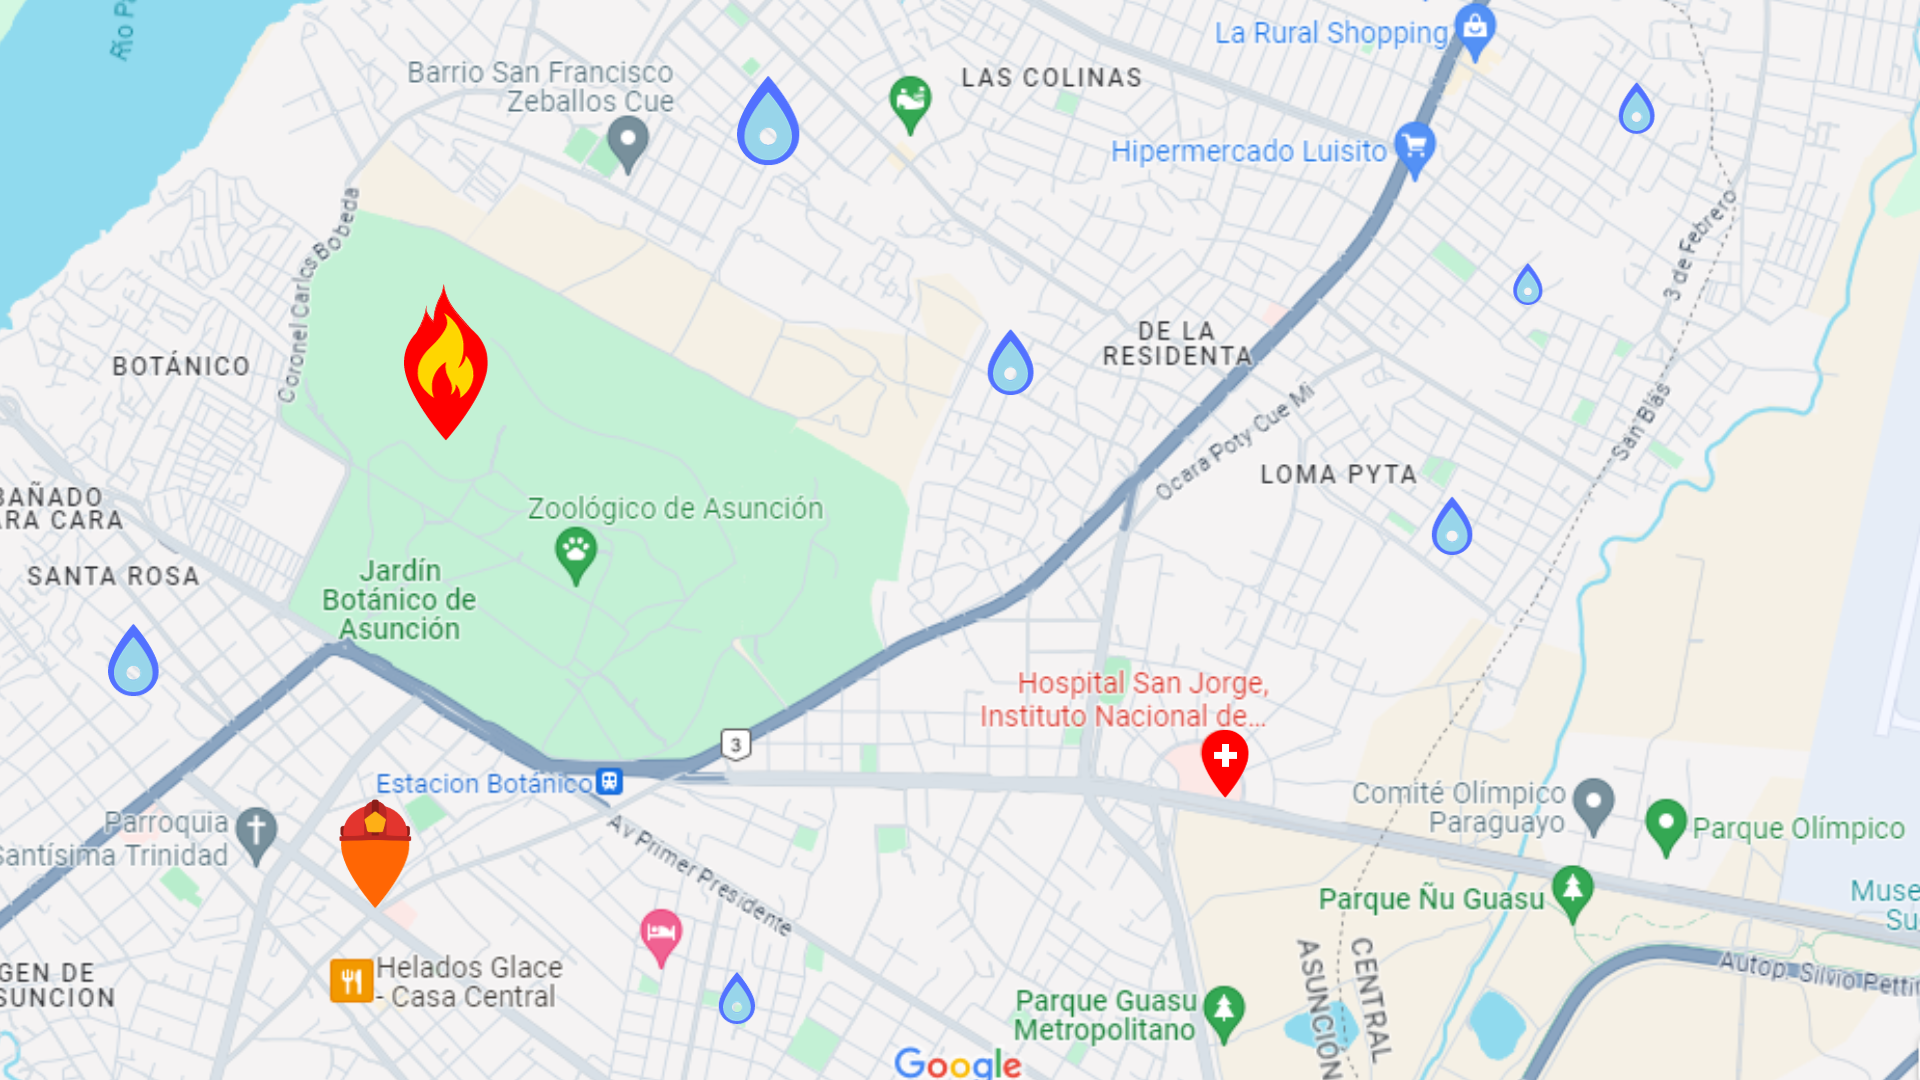 Río Pa
La Rural Shopping
Barrio San Francisco
Zeballos Cue
LAS COLINAS
Hipermercado Luisito
Coronel Carlos Bobeda
3 de Febrero
BOTÁNICO
DE LA
RESIDENTA
Ocara Poty Cue Mi
San Blás
LOMA PYTA
BAÑADO
ARA CARA
Zoológico de Asunción
SANTA ROSA
Jardín
Botánico de
Asunción
Hospital San Jorge,
Instituto Nacional de...
3
Estacion Botánico
Parroquia
Santísima Trinidad
Av Primer Presidente
Comité Olímpico
Paraguayo
Parque Olímpico
Parque Ñu Guasu
Muse
Su
GEN DE
SUNCION
Helados Glace
- Casa Central
Autop. Silvio Pettir
Parque Guasu
Metropolitano
ASUNCIÓN
CENTRAL
Google